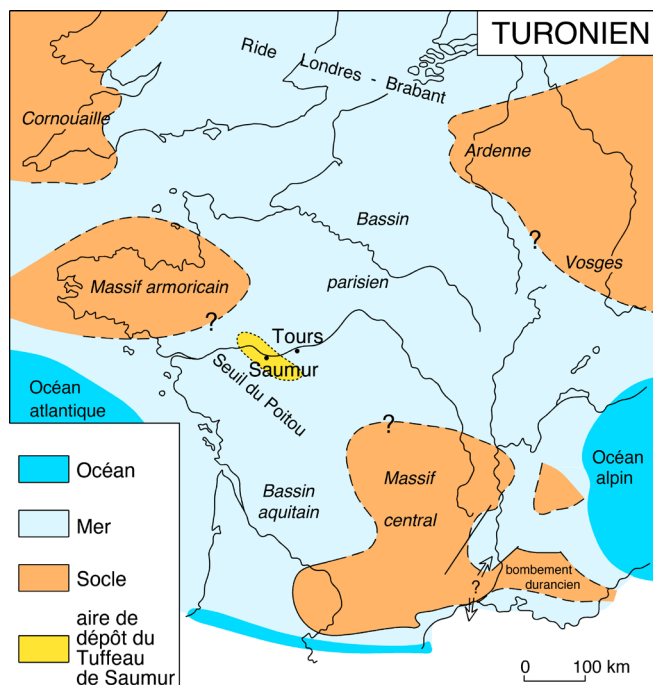 TURONIEN
Ride Londres - Brabant
Cornouaille
Ardenne
Bassin
?
Vosges
Massif armoricain
parisien
?
Tours
Saumur
Seuil du Poitou
Océan
atlantique
?
Océan
alpin
Massif
central
Bassin
aquitain
bombement
durancien
?
Océan
Mer
Socle
aire de
dépôt du
Tuffeau
de Saumur
0 100 km